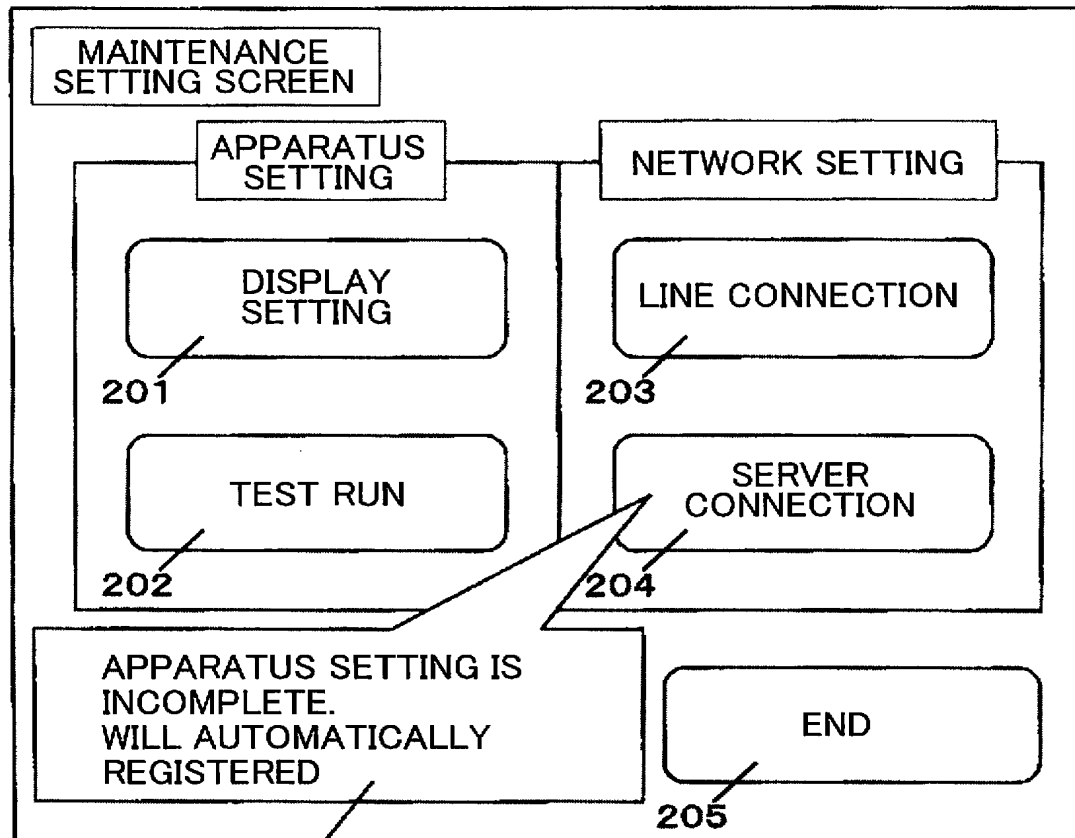 MAINTENANCE
SETTING SCREEN
APPARATUS
SETTING
NETWORK SETTING
DISPLAY
SETTING
LINE CONNECTION
201
203
TEST RUN
SERVER
CONNECTION
202
204
APPARATUS SETTING IS
INCOMPLETE.
WILL AUTOMATICALLY
REGISTERED
END
205